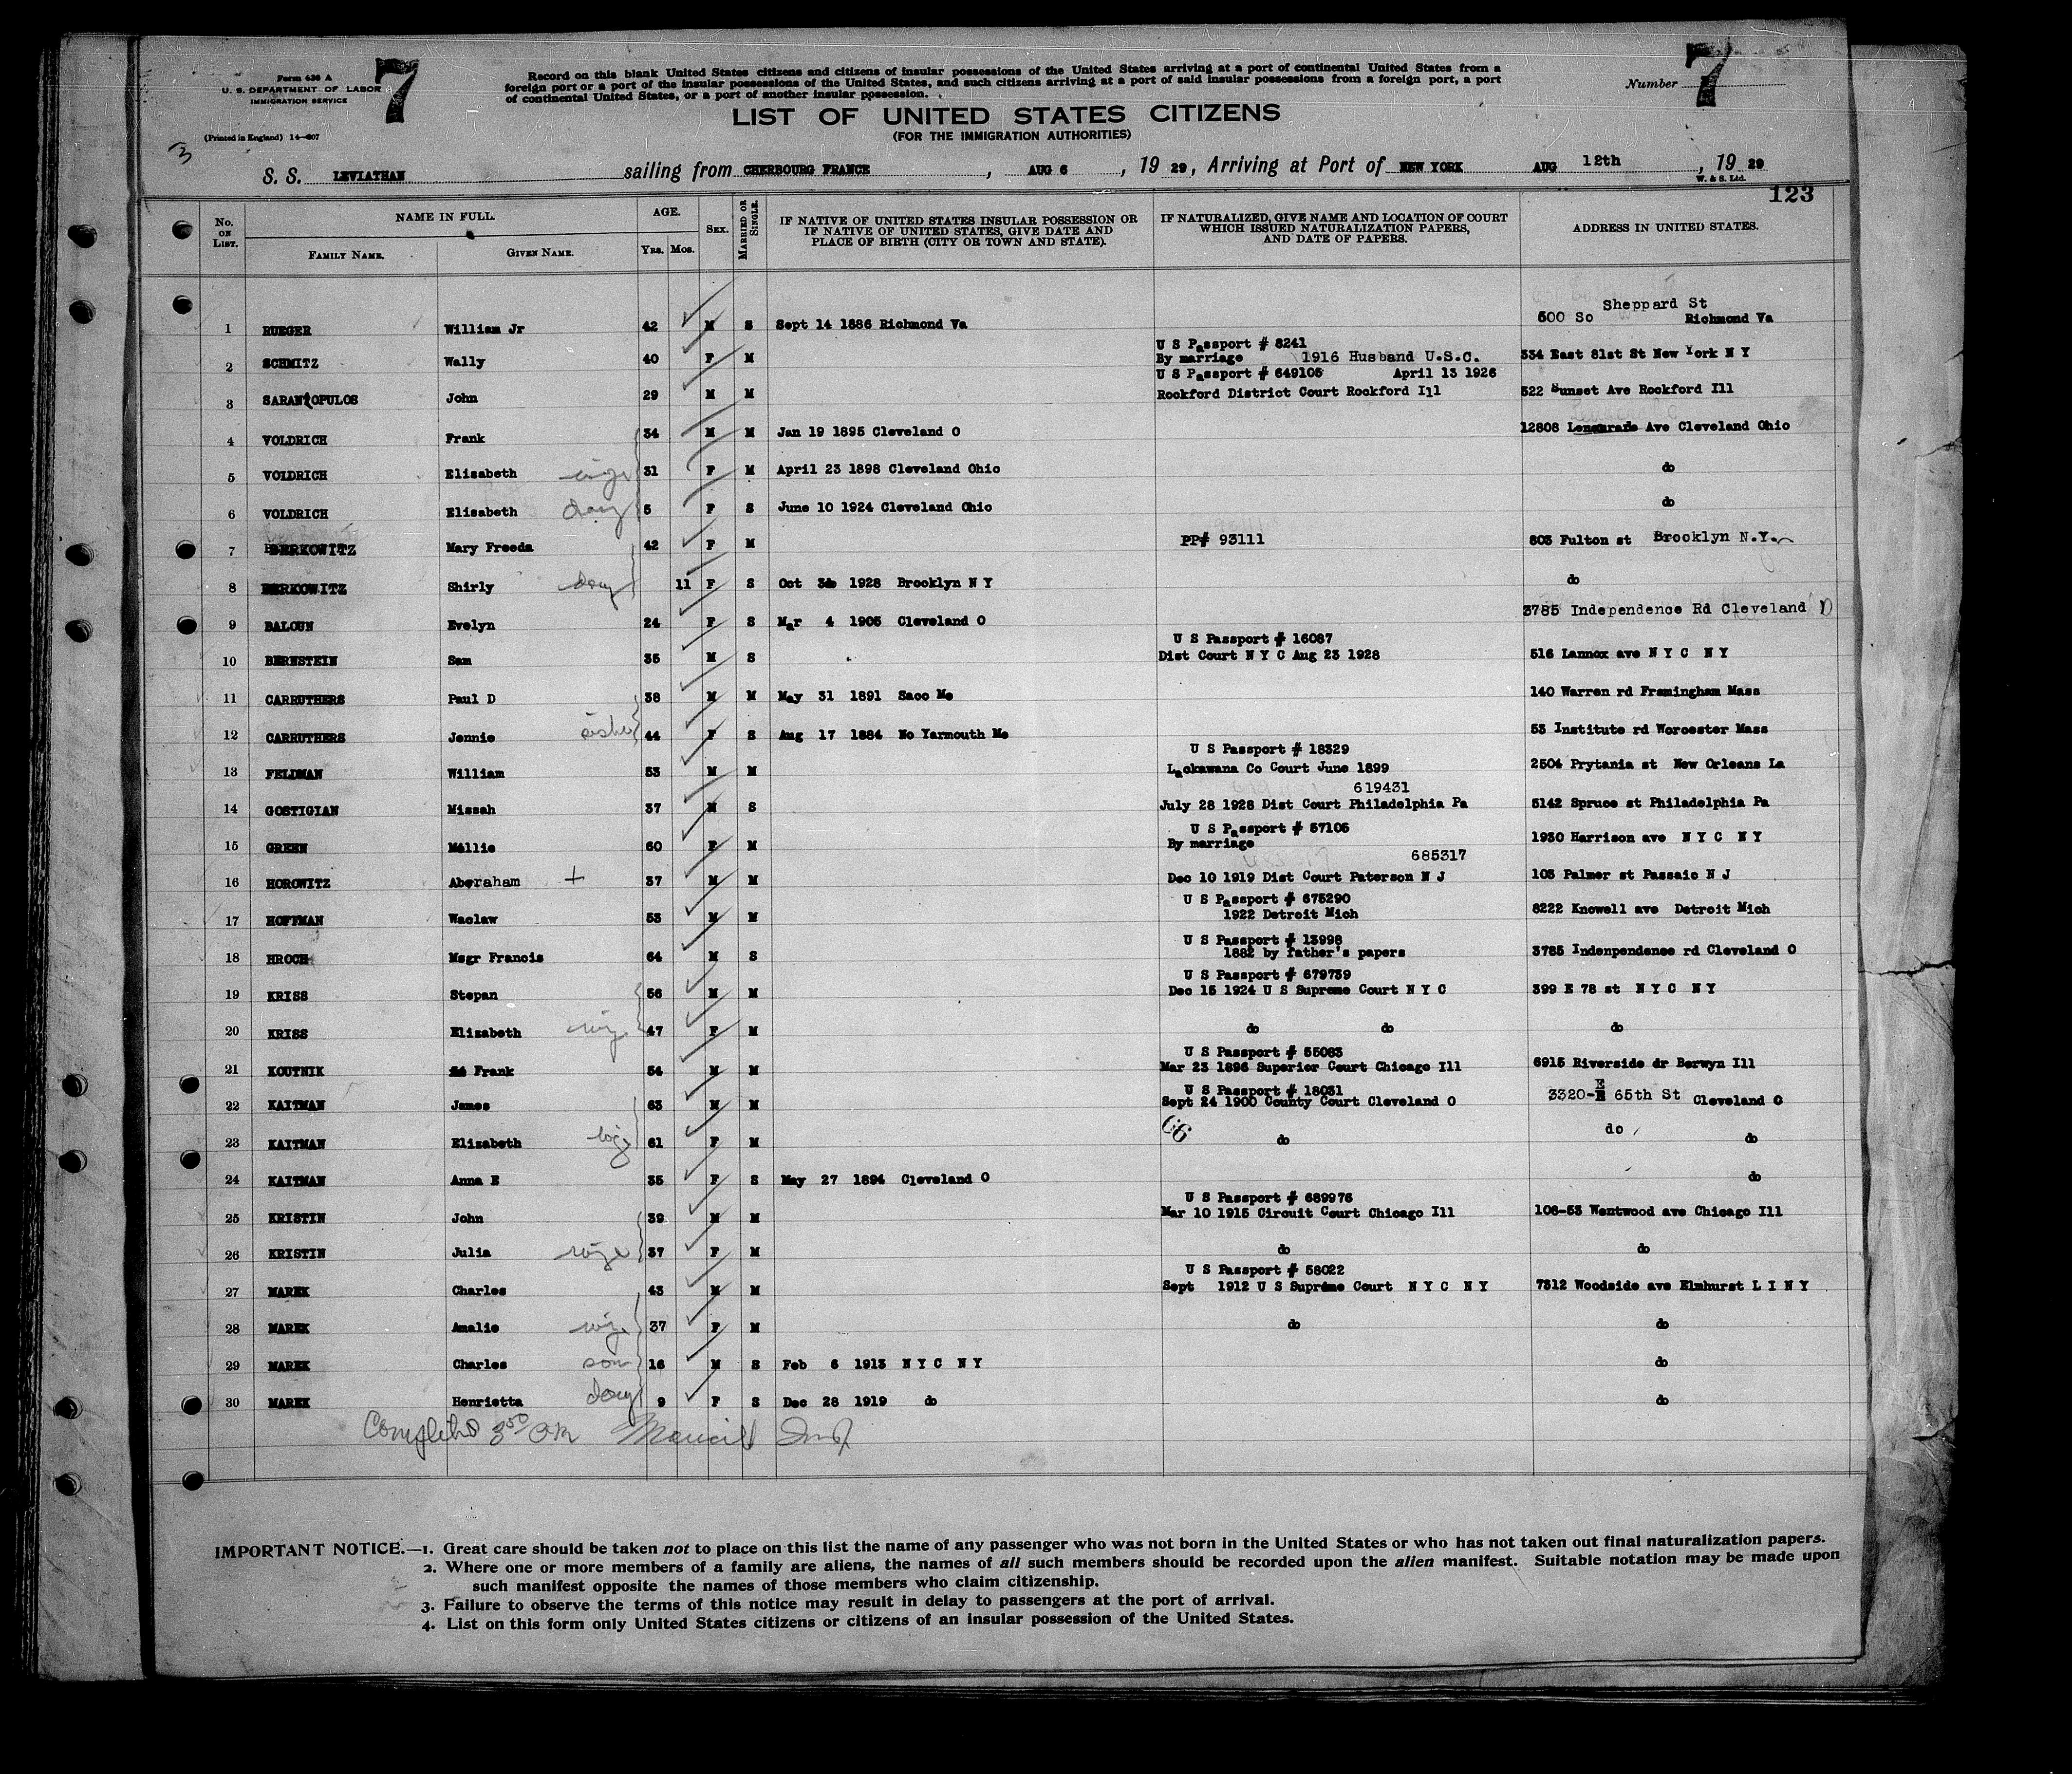 Form 630 A
U. S. DEPARTMENT OF LABOR
IMMIGRATION SERVICE
(Printed in England) 14—807
7
Record on this blank United States citizens and citizens of insular possessions of the United States arriving at a port of continental United States from a
foreign port or a port of the insular possessions of the United States, and such citizens arriving at a port of said insular possessions from a foreign port, a port
of continental United States, or a port of another insular possession.
Number 7
LIST OF UNITED STATES CITIZENS
(FOR THE IMMIGRATION AUTHORITIES)
3
S. S. LEVIATHAN sailing from CHERBOURG FRANCE, AUG 6, 19 29, Arriving at Port of NEW YORK AUG 12th, 19 29
W. & S. Ltd.
123
No. ON LIST. NAME IN FULL. FAMILY NAME. GIVEN NAME. AGE. Yrs. Mos. SEX. MARRIED OR SINGLE. IF NATIVE OF UNITED STATES INSULAR POSSESSION OR IF NATIVE OF UNITED STATES, GIVE DATE AND PLACE OF BIRTH (CITY OR TOWN AND STATE). IF NATURALIZED, GIVE NAME AND LOCATION OF COURT WHICH ISSUED NATURALIZATION PAPERS, AND DATE OF PAPERS. ADDRESS IN UNITED STATES.
Sheppard St
1 RUEGER William Jr 42 M S Sept 14 1886 Richmond Va 500 So Richmond Va
U S Passport # 8241
2 SCHMITZ Wally 40 F M By marriage 1916 Husband U.S.C. 334 East 81st St New York N Y
U S Passport # 649105 April 13 1926
3 SARANTOPULOS John 29 M M Rockford District Court Rockford Ill 522 Sunset Ave Rockford Ill
4 VOLDRICH Frank 34 M M Jan 19 1895 Cleveland O 12808 Ave Cleveland Ohio
5 VOLDRICH Elisabeth wife 31 F M April 23 1898 Cleveland Ohio do
6 VOLDRICH Elisabeth daug 5 F S June 10 1924 Cleveland Ohio do
7 BERKOWITZ Mary Freeda 42 F M PP# 93111 803 Fulton st Brooklyn N.Y.
8 BERKOWITZ Shirly daug 11 F S Oct 1928 Brooklyn N Y do
3785 Independence Rd Cleveland O
9 BALOUN Evelyn 24 F S Mar 4 1905 Cleveland O
U S Passport # 16087
10 BERNSTEIN Sam 35 M S Dist Court N Y C Aug 23 1928 516 Lannox ave N Y C N Y
11 CARRUTHERS Paul D 38 M M May 31 1891 Saco Me 140 Warren rd Framingham Mass
12 CARRUTHERS Jennie sister 44 F S Aug 17 1884 No Yarmouth Me 53 Institute rd Worcester Mass
U S Passport # 18329
13 FELDMAN William 53 M M Lackawana Co Court June 1899 2504 Prytania st New Orleans La
619431
14 GOSTIGIAN Missah 37 M S July 28 1928 Dist Court Philadelphia Pa 5142 Spruce st Philadelphia Pa
U S Passport # 57105
15 GREEN Millie 60 F M By marriage 1930 Harrison ave N Y C N Y
685317
16 HOROWITZ Aberaham + 37 M M Dec 10 1919 Dist Court Paterson N J 103 Palmer st Passaic N J
U S Passport # 675290
17 HOFFMAN Waclaw 53 M M 1922 Detroit Mich 8222 Knowell ave Detroit Mich
U S Passport # 13998
18 HROCH Msgr Francis 64 M S 1882 by father's papers 3785 Indenpendence rd Cleveland O
U S Passport # 679739
19 KRISS Stepan 56 M M Dec 15 1924 U S Supreme Court N Y C 399 E 78 st N Y C N Y
20 KRISS Elizabeth wife 47 F M do do do
U S Passport # 55083
21 KOUTNIK Frank 54 M M Mar 23 1896 Superior Court Chicago Ill 6915 Riverside dr Berwyn Ill
U S Passport # 18031
22 KAITMAN James 63 M M Sept 24 1900 County Court Cleveland O 3320-E 65th St Cleveland O
66
23 KAITMAN Elizabeth wife 61 F M do do do
24 KAITMAN Anna E 35 F S May 27 1894 Cleveland O do
U S Passport # 689976
25 KRISTIN John 39 M M Mar 10 1915 Circuit Court Chicago Ill 108-53 Wentwood ave Chicago Ill
26 KRISTIN Julia wife 37 F M do do
U S Passport # 58022
27 MAREK Charles 43 M M Sept 1912 U S Supreme Court N Y C N Y 7312 Woodside ave Elmhurst L I N Y
28 MAREK Amalie wife 37 F M do do
29 MAREK Charles son 16 M S Feb 6 1913 N Y C N Y do
30 MAREK Henrietta daug 9 F S Dec 28 1919 do do
IMPORTANT NOTICE.—1. Great care should be taken not to place on this list the name of any passenger who was not born in the United States or who has not taken out final naturalization papers.
2. Where one or more members of a family are aliens, the names of all such members should be recorded upon the alien manifest. Suitable notation may be made upon
such manifest opposite the names of those members who claim citizenship.
3. Failure to observe the terms of this notice may result in delay to passengers at the port of arrival.
4. List on this form only United States citizens or citizens of an insular possession of the United States.